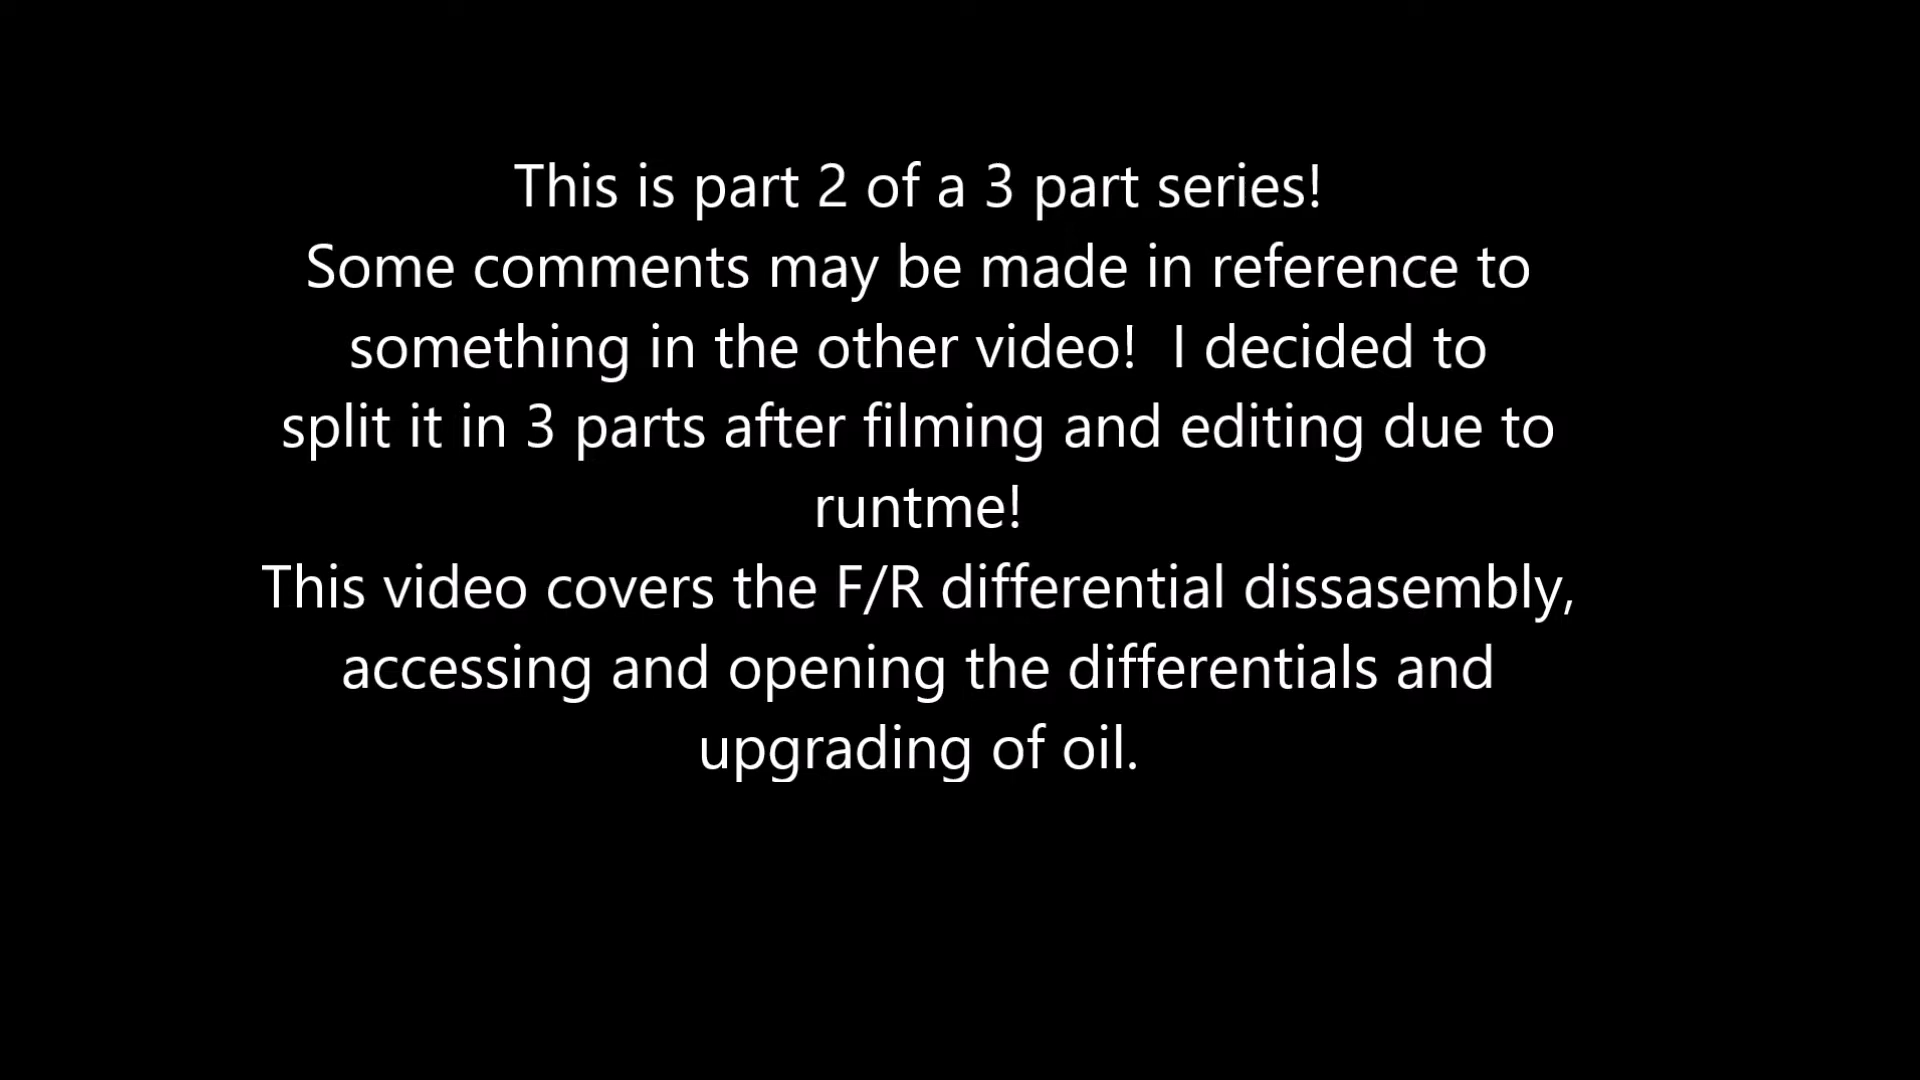 This is part 2 of a 3 part series!
Some comments may be made in reference to
something in the other video!  I decided to
split it in 3 parts after filming and editing due to
runtme!
This video covers the F/R differential dissasembly,
accessing and opening the differentials and
upgrading of oil.